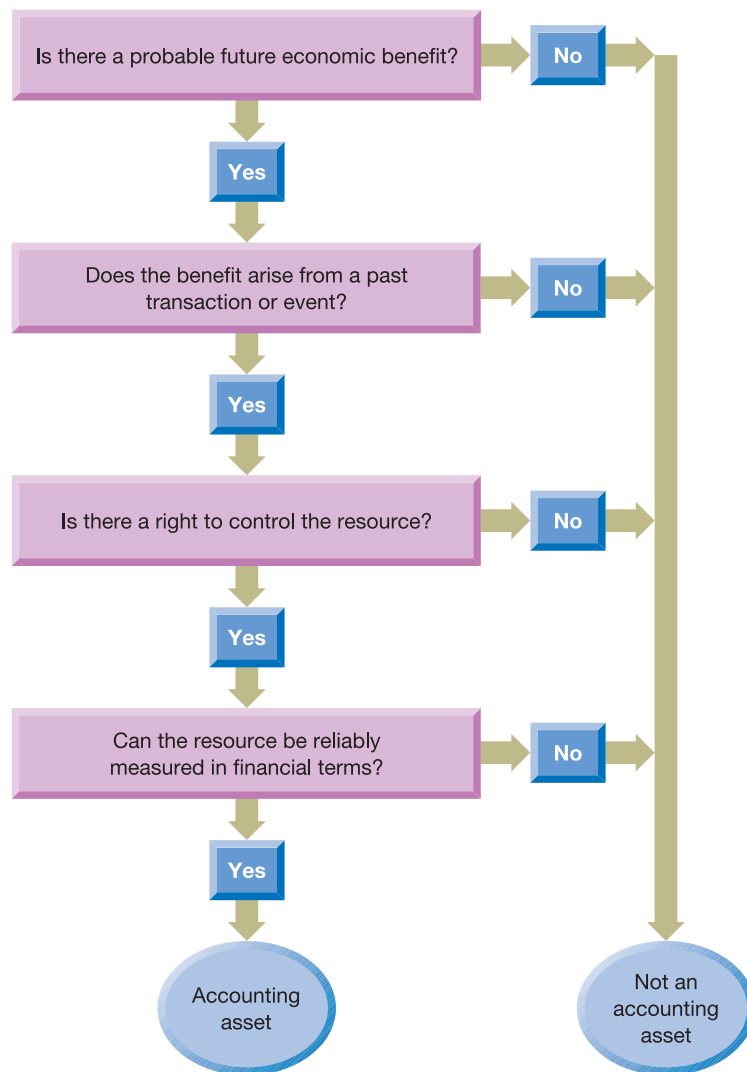 Is there a probable future economic benefit?
No
Yes
Does the benefit arise from a past
transaction or event?
No
Yes
Is there a right to control the resource?
No
Yes
Can the resource be reliably
measured in financial terms?
No
Yes
Accounting
asset
Not an
accounting
asset